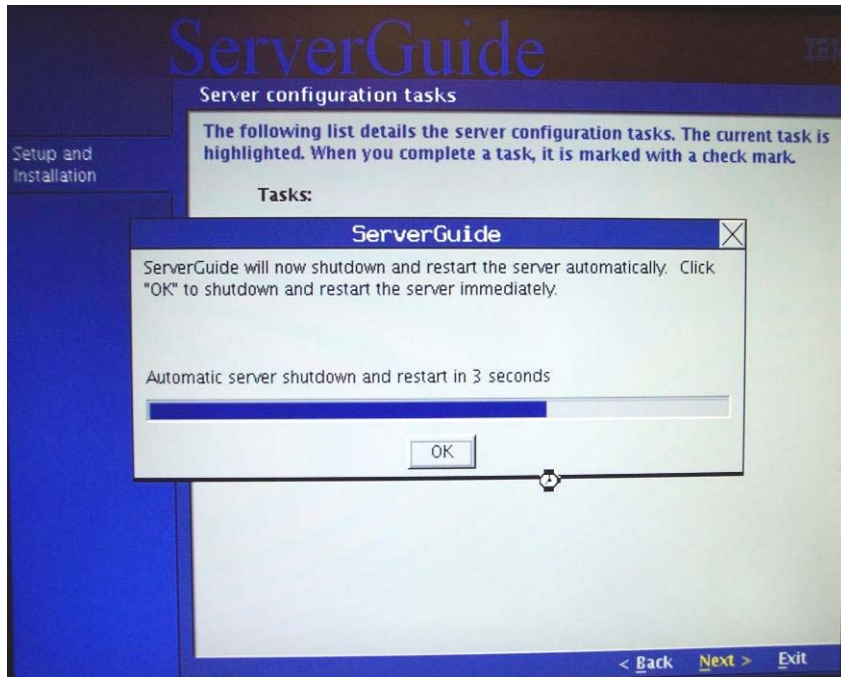 ServerGuide
IBM
Server configuration tasks
Setup and
Installation
The following list details the server configuration tasks. The current task is
highlighted. When you complete a task, it is marked with a check mark.
Tasks:
ServerGuide
ServerGuide will now shutdown and restart the server automatically. Click
"OK" to shutdown and restart the server immediately.
Automatic server shutdown and restart in 3 seconds
OK
< Back Next > Exit